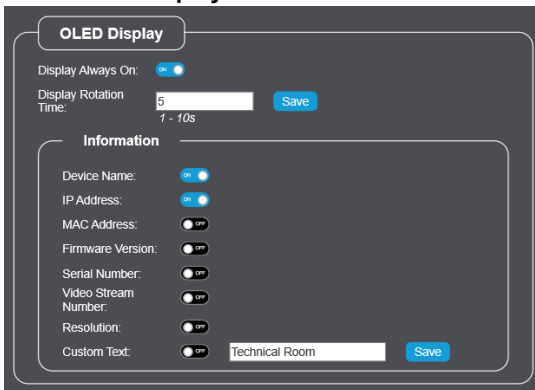 OLED Display
Display Always On: ON
Display Rotation
Time: 5 Save
1 - 10s
Information
Device Name: ON
IP Address: ON
MAC Address: OFF
Firmware Version: OFF
Serial Number: OFF
Video Stream
Number: OFF
Resolution: OFF
Custom Text: OFF Technical Room Save